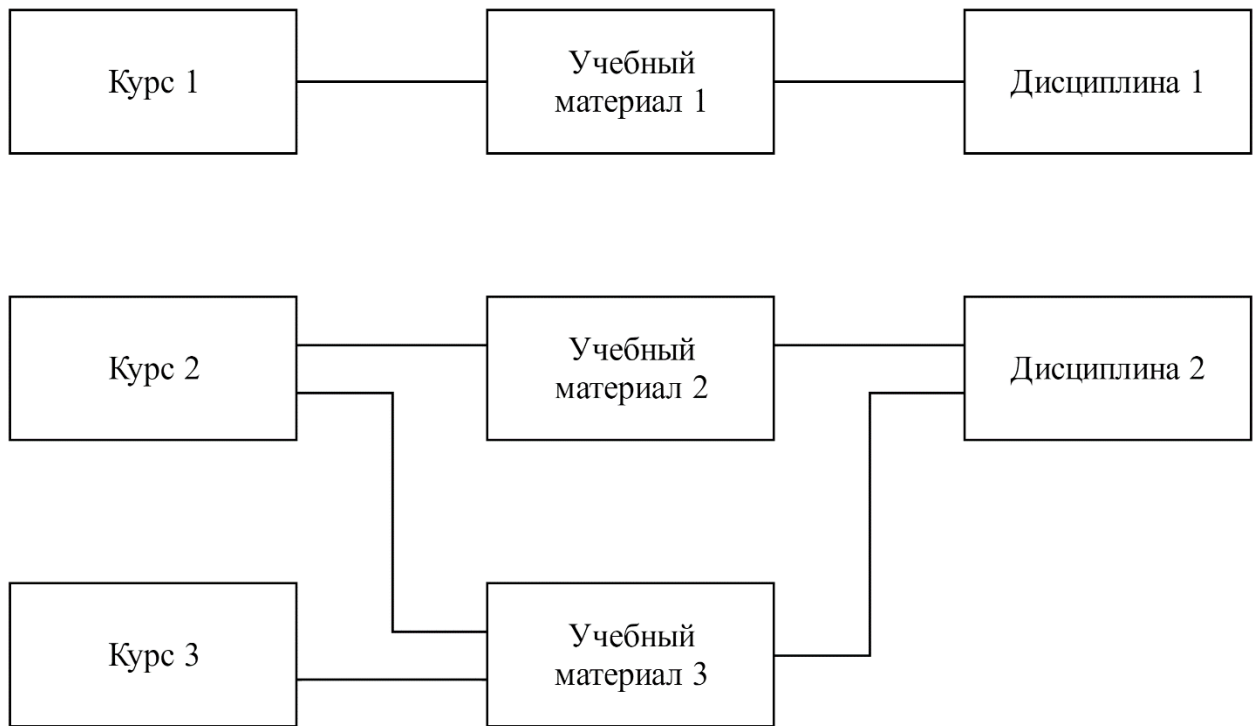 Курс 1
Учебный
материал 1
Дисциплина 1
Курс 2
Учебный
материал 2
Дисциплина 2
Курс 3
Учебный
материал 3